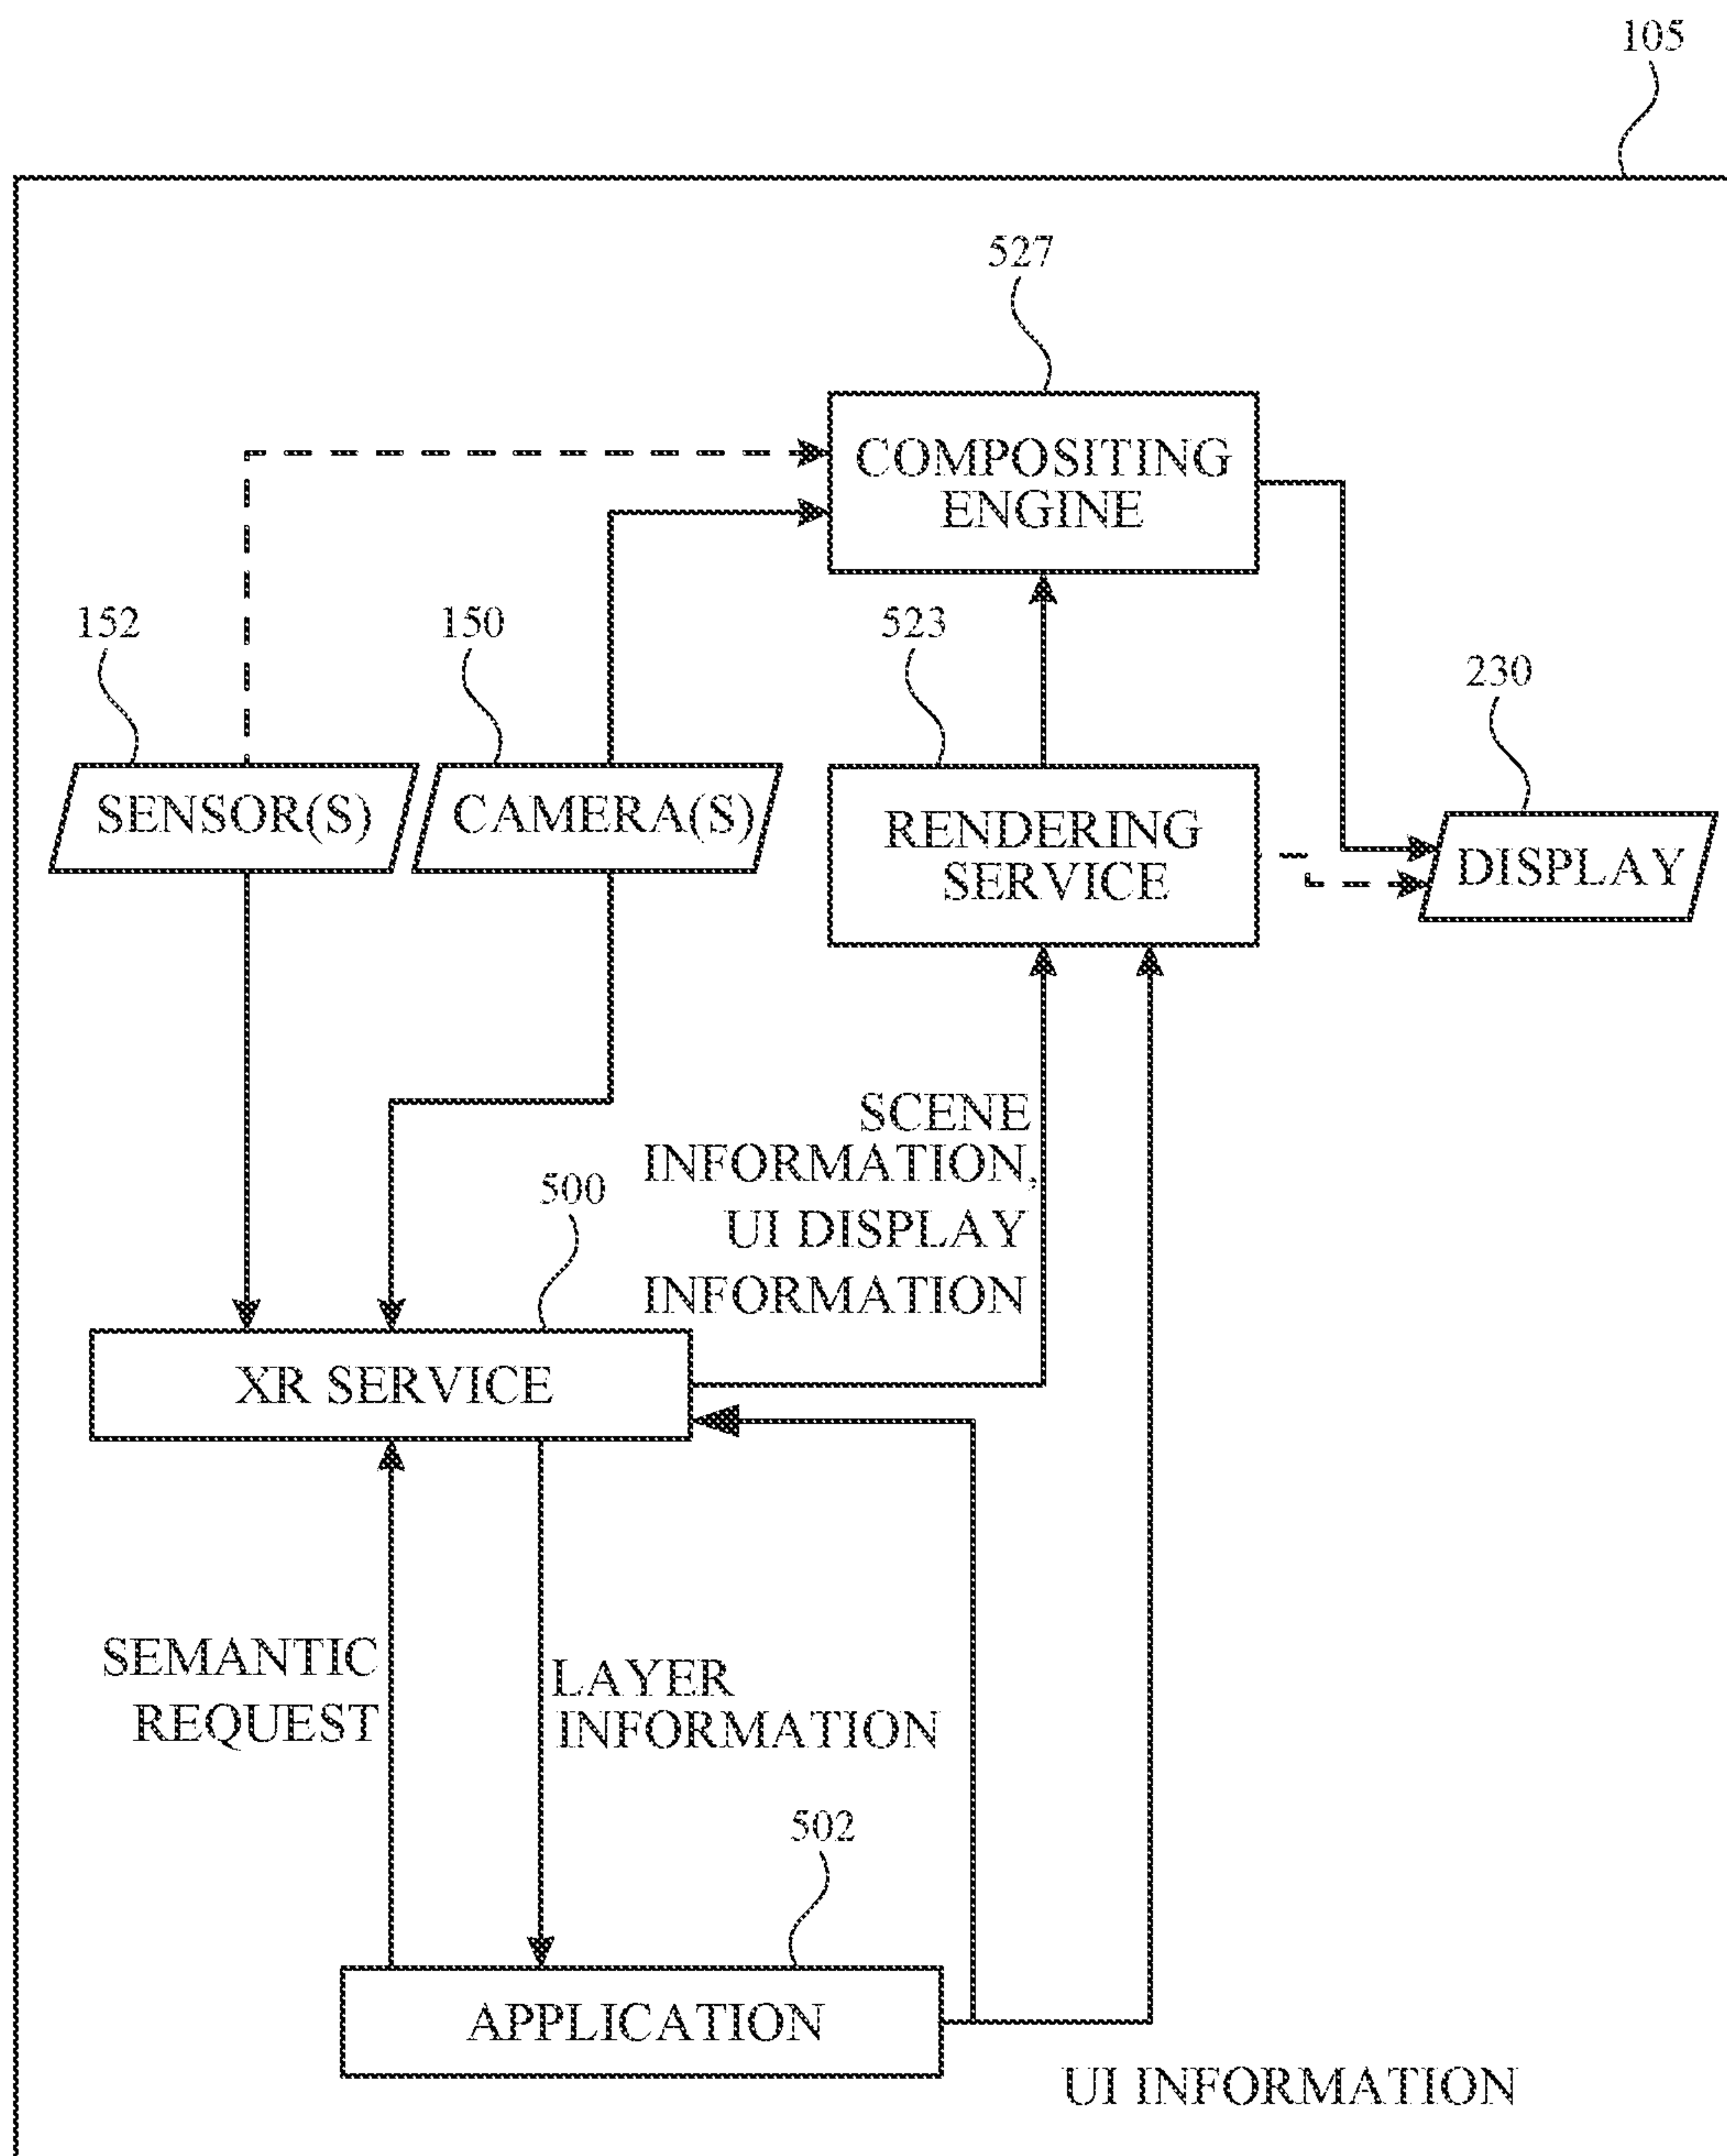 105
527
COMPOSITING
ENGINE
152
150
523
230
SENSOR(S)
CAMERA(S)
RENDERING
SERVICE
DISPLAY
SCENE
INFORMATION,
UI DISPLAY
INFORMATION
500
XR SERVICE
SEMANTIC
REQUEST
LAYER
INFORMATION
502
APPLICATION
UI INFORMATION